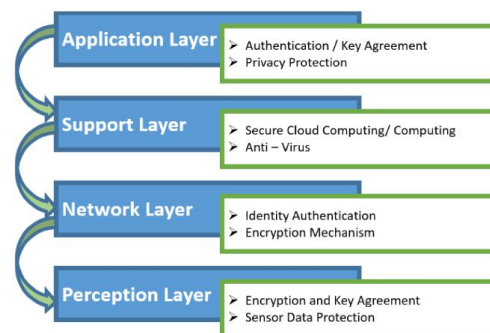 Application Layer
➢ Authentication / Key Agreement
➢ Privacy Protection
Support Layer
➢ Secure Cloud Computing/ Computing
➢ Anti – Virus
Network Layer
➢ Identity Authentication
➢ Encryption Mechanism
Perception Layer
➢ Encryption and Key Agreement
➢ Sensor Data Protection